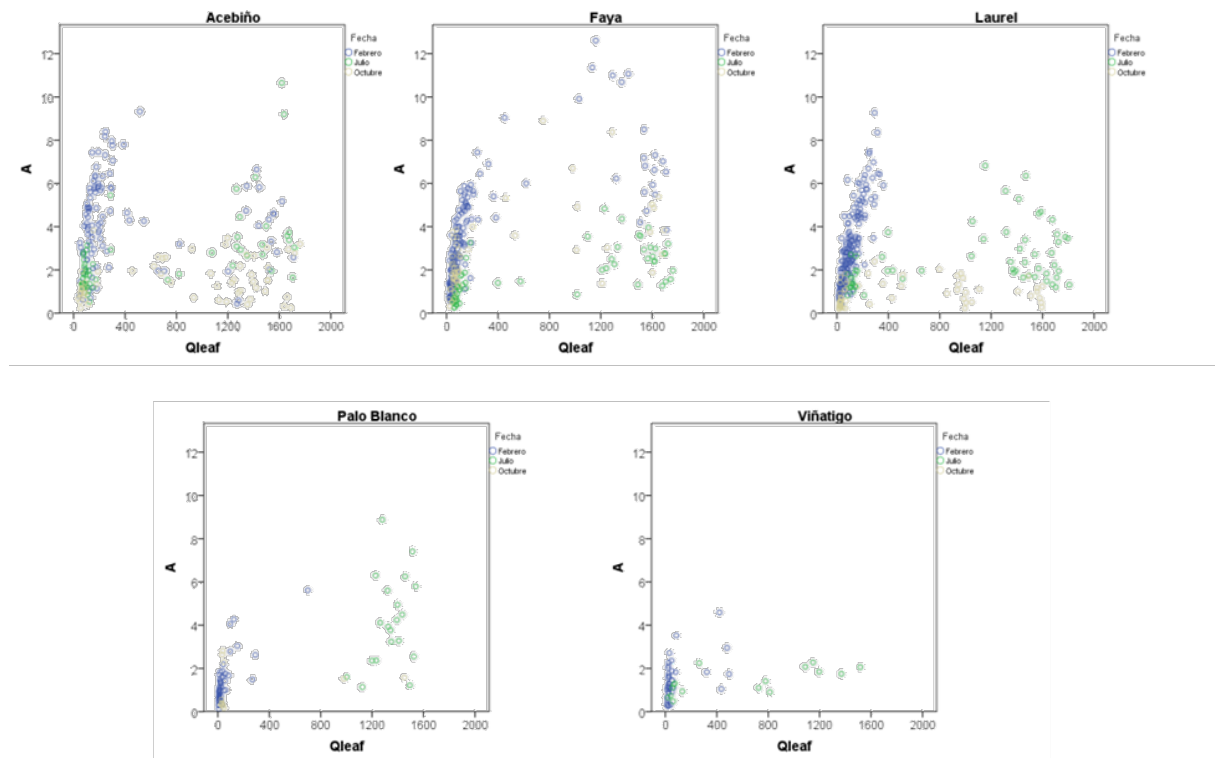 Acebiño
12
10
8
6
4
2
0
A
0 400 800 1200 1600 2000
Qleaf
Fecha
Febrero
Julio
Octubre
Faya
12
10
8
6
4
2
0
A
0 400 800 1200 1600 2000
Qleaf
Fecha
Febrero
Julio
Octubre
Laurel
12
10
8
6
4
2
0
A
0 400 800 1200 1600 2000
Qleaf
Fecha
Febrero
Julio
Octubre
Palo Blanco
12
10
8
6
4
2
0
A
0 400 800 1200 1600 2000
Qleaf
Fecha
Febrero
Julio
Octubre
Viñatigo
12
10
8
6
4
2
0
A
0 400 800 1200 1600 2000
Qleaf
Fecha
Febrero
Julio
Octubre